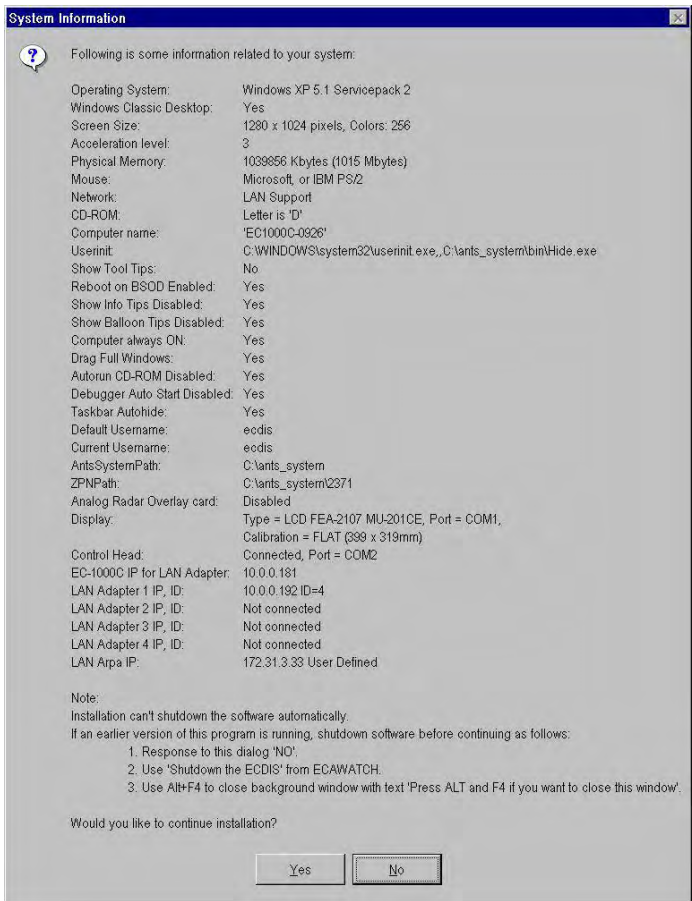 System Information
Following is some information related to your system:
Operating System: Windows XP 5.1 Servicepack 2
Windows Classic Desktop: Yes
Screen Size: 1280 x 1024 pixels, Colors: 256
Acceleration level: 3
Physical Memory: 1039856 Kbytes (1015 Mbytes)
Mouse: Microsoft, or IBM PS/2
Network: LAN Support
CD-ROM: Letter is 'D'
Computer name: 'EC1000C-0926'
Userinit: C:\WINDOWS\system32\userinit.exe,,C:\ants_system\bin\Hide.exe
Show Tool Tips: No
Reboot on BSOD Enabled: Yes
Show Info Tips Disabled: Yes
Show Balloon Tips Disabled: Yes
Computer always ON: Yes
Drag Full Windows: Yes
Autorun CD-ROM Disabled: Yes
Debugger Auto Start Disabled: Yes
Taskbar Autohide: Yes
Default Username: ecdis
Current Username: ecdis
AntsSystemPath: C:\ants_system
ZPNPath: C:\ants_system\2371
Analog Radar Overlay card: Disabled
Display: Type = LCD FEA-2107 MU-201CE, Port = COM1,
Calibration = FLAT (399 x 319mm)
Control Head: Connected, Port = COM2
EC-1000C IP for LAN Adapter: 10.0.0.181
LAN Adapter 1 IP, ID: 10.0.0.192 ID=4
LAN Adapter 2 IP, ID: Not connected
LAN Adapter 3 IP, ID: Not connected
LAN Adapter 4 IP, ID: Not connected
LAN Arpa IP: 172.31.3.33 User Defined
Note:
Installation can't shutdown the software automatically.
If an earlier version of this program is running, shutdown software before continuing as follows:
1. Response to this dialog 'NO'.
2. Use 'Shutdown the ECDIS' from ECAWATCH.
3. Use Alt+F4 to close background window with text 'Press ALT and F4 if you want to close this window'.
Would you like to continue installation?
Yes
No